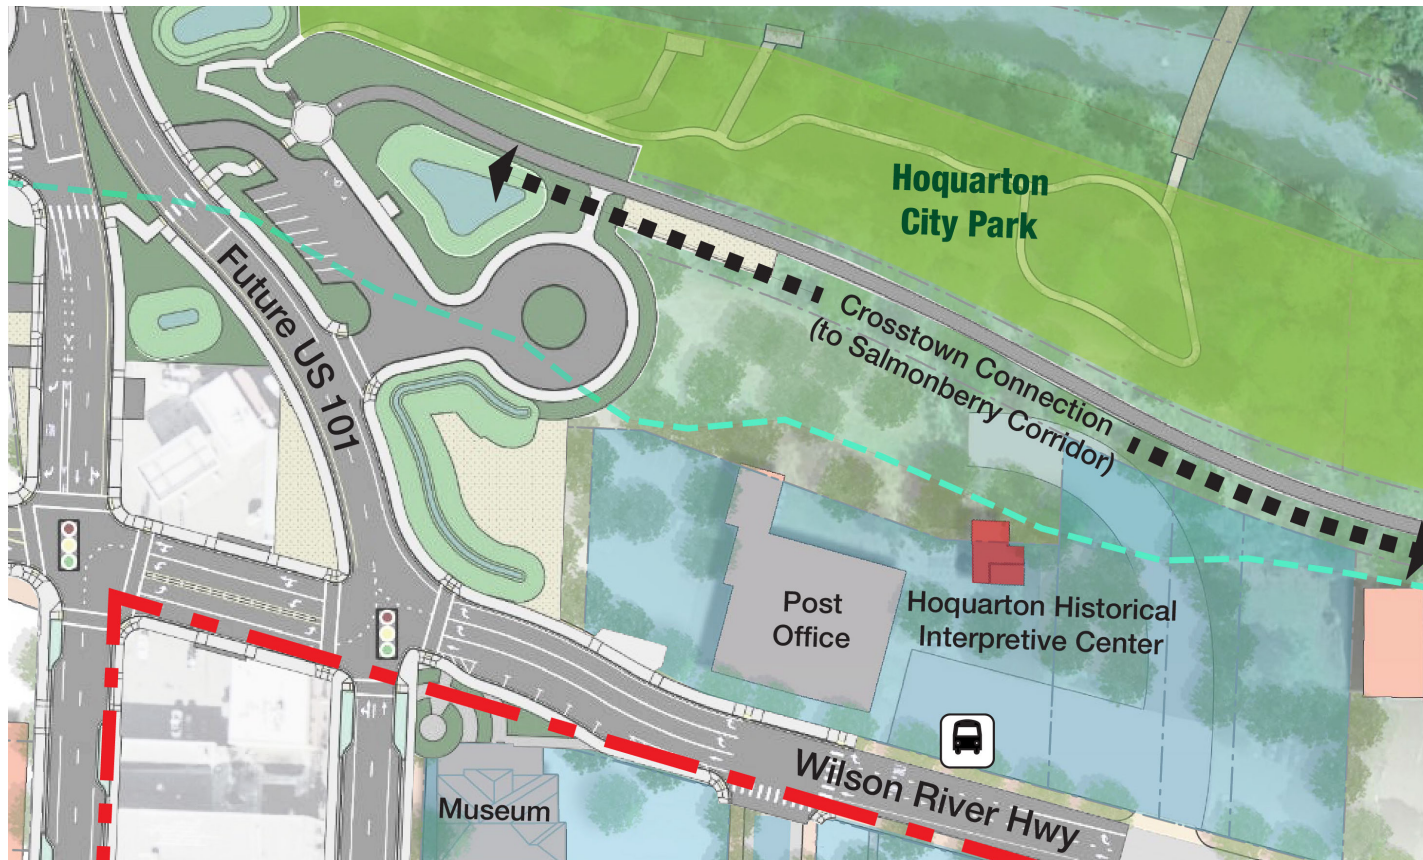 Hoquarton
City Park
Future US 101
Crosstown Connection
(to Salmonberry Corridor)
Post
Office
Hoquarton Historical
Interpretive Center
Wilson River Hwy
Museum